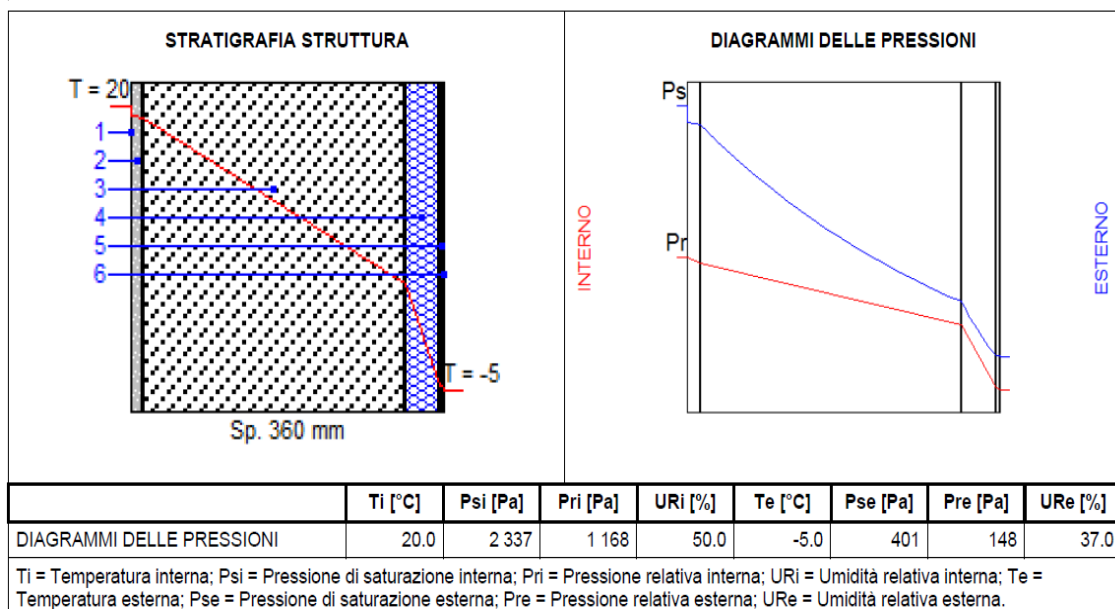 STRATIGRAFIA STRUTTURA
T = 20
1
2
3
4
5
6
T = -5
Sp. 360 mm
DIAGRAMMI DELLE PRESSIONI
Ps
Pr
INTERNO
ESTERNO
Ti [°C] Psi [Pa] Pri [Pa] URi [%] Te [°C] Pse [Pa] Pre [Pa] URe [%]
DIAGRAMMI DELLE PRESSIONI 20.0 2 337 1 168 50.0 -5.0 401 148 37.0
Ti = Temperatura interna; Psi = Pressione di saturazione interna; Pri = Pressione relativa interna; URi = Umidità relativa interna; Te =
Temperatura esterna; Pse = Pressione di saturazione esterna; Pre = Pressione relativa esterna; URe = Umidità relativa esterna.